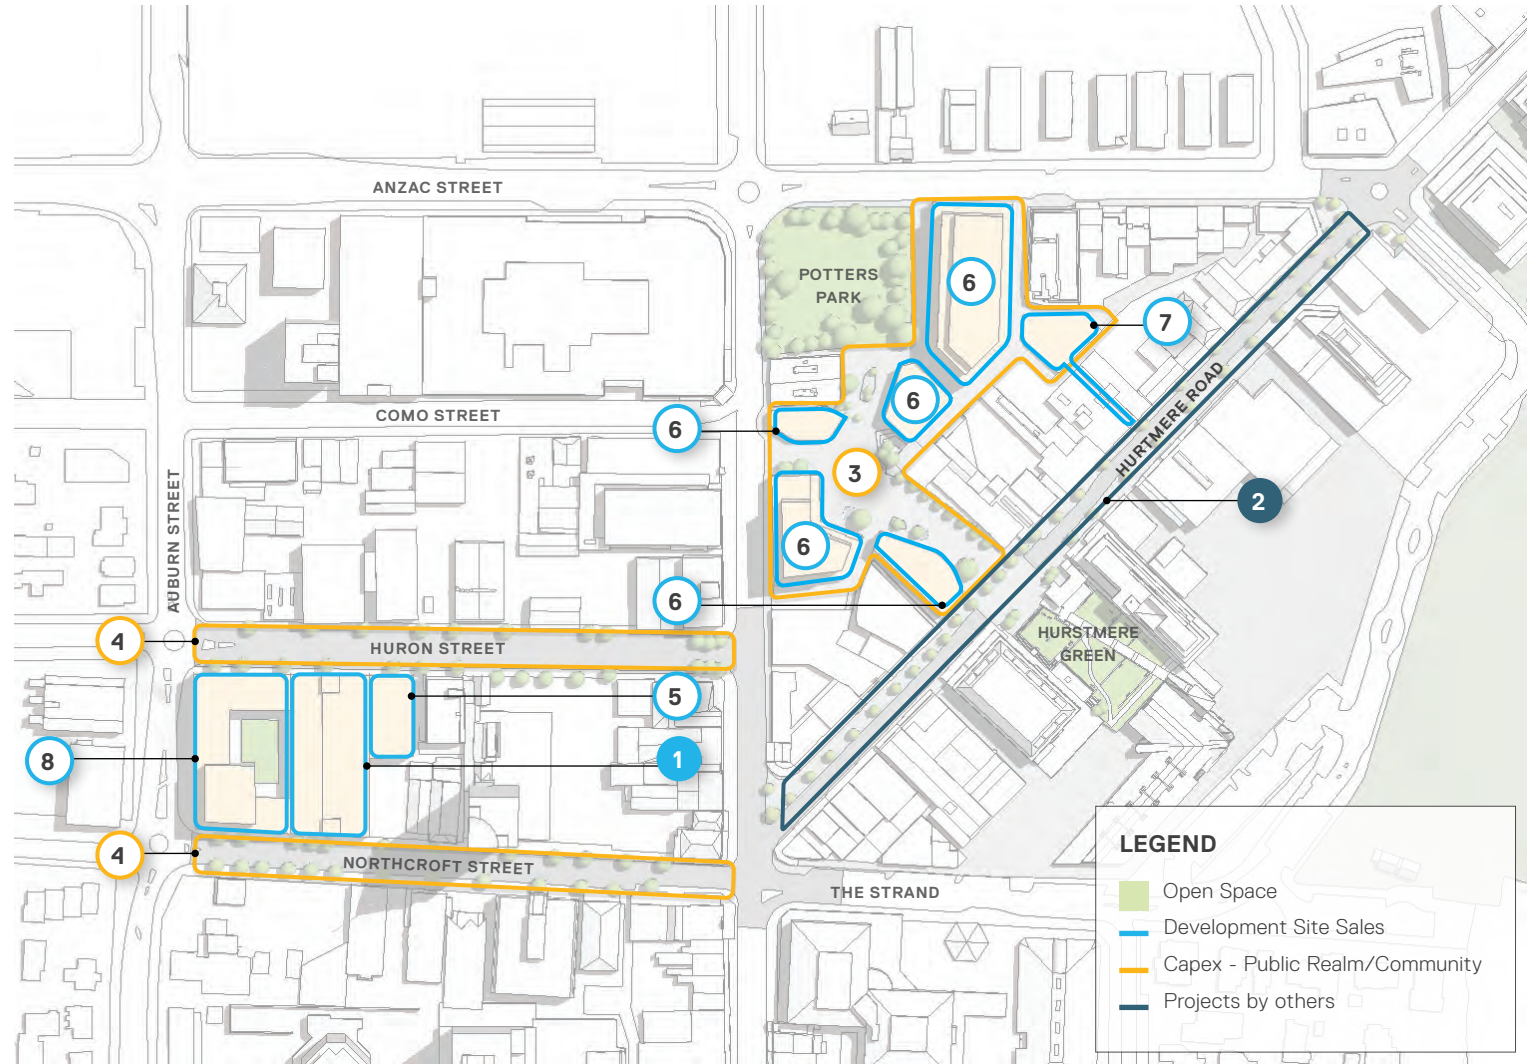 ANZAC STREET
POTTERS
PARK
6
7
COMO STREET
6
6
HURTMERE ROAD
3
AUBURN STREET
2
6
6
HURSTMERE
GREEN
4
HURON STREET
5
8
1
4
NORTHCROFT STREET
THE STRAND
LEGEND
Open Space
Development Site Sales
Capex - Public Realm/Community
Projects by others